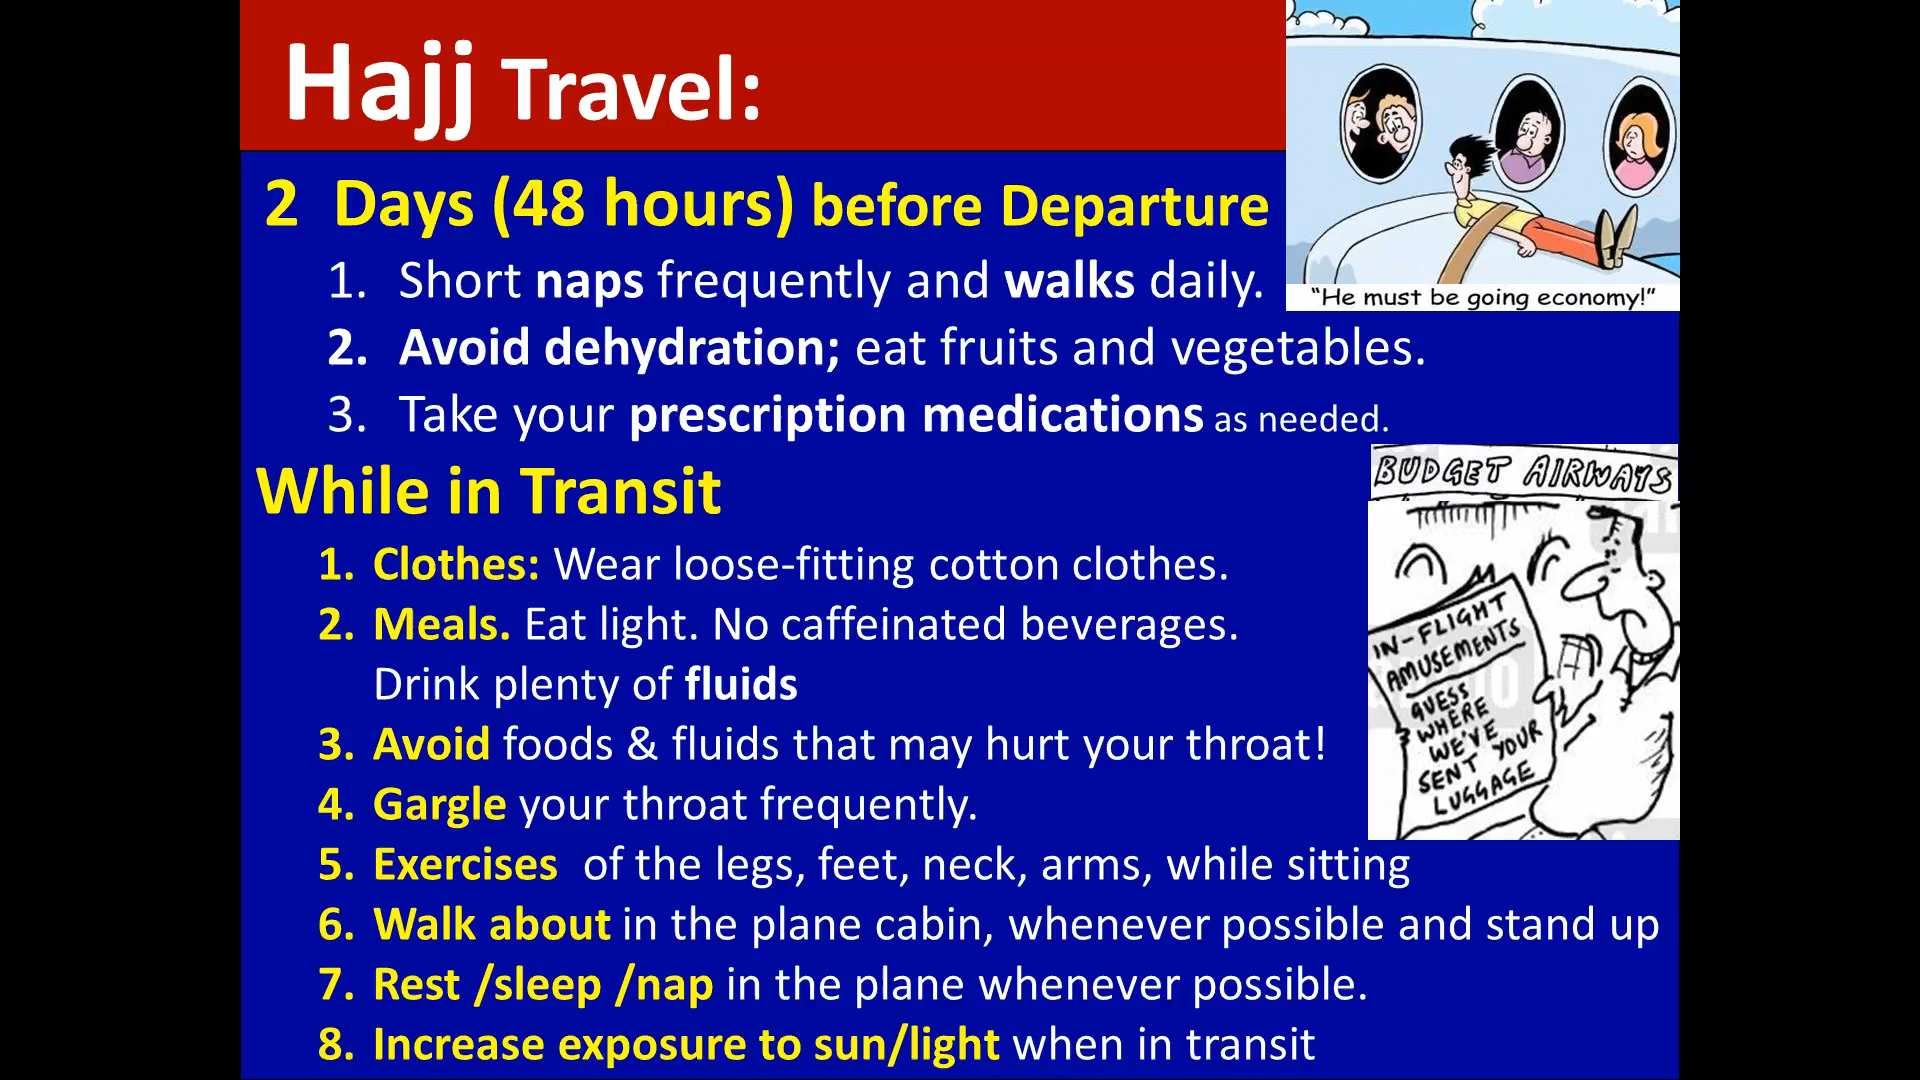 Hajj Travel:
2 Days (48 hours) before Departure
1. Short naps frequently and walks daily.
"He must be going economy!"
2. Avoid dehydration; eat fruits and vegetables.
3. Take your prescription medications as needed.
While in Transit
1. Clothes: Wear loose-fitting cotton clothes.
2. Meals. Eat light. No caffeinated beverages.
Drink plenty of fluids
3. Avoid foods & fluids that may hurt your throat!
4. Gargle your throat frequently.
5. Exercises of the legs, feet, neck, arms, while sitting
6. Walk about in the plane cabin, whenever possible and stand up
7. Rest /sleep /nap in the plane whenever possible.
8. Increase exposure to sun/light when in transit
BUDGET AIRWAYS
IN-FLIGHT
AMUSEMENTS
GUESS
WHERE
WE'VE
SENT YOUR
LUGGAGE